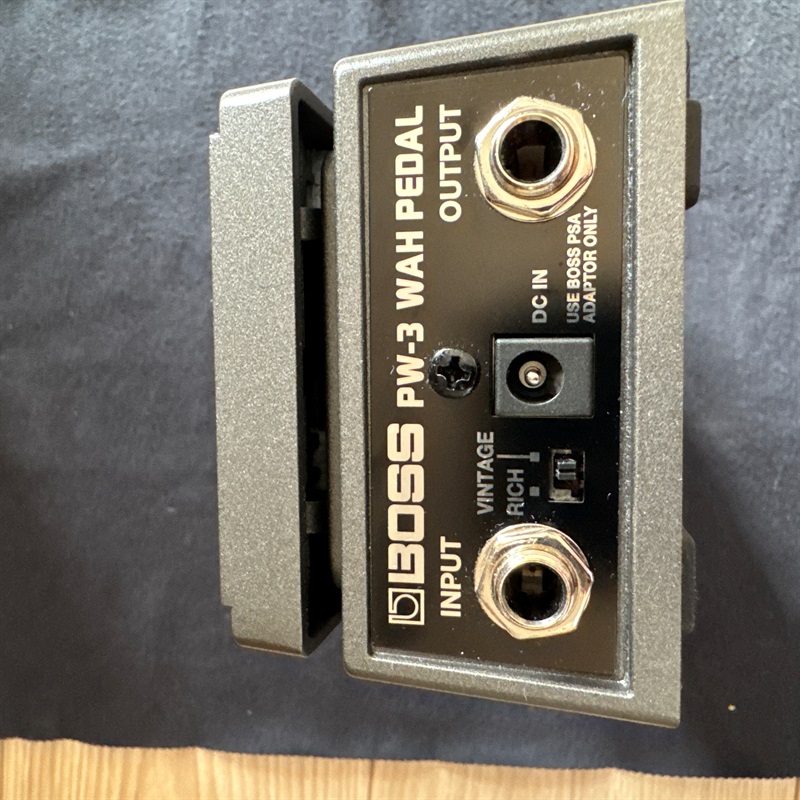 BOSS PW-3 WAH PEDAL
INPUT
OUTPUT
VINTAGE
RICH
DC IN
USE BOSS PSA
ADAPTOR ONLY